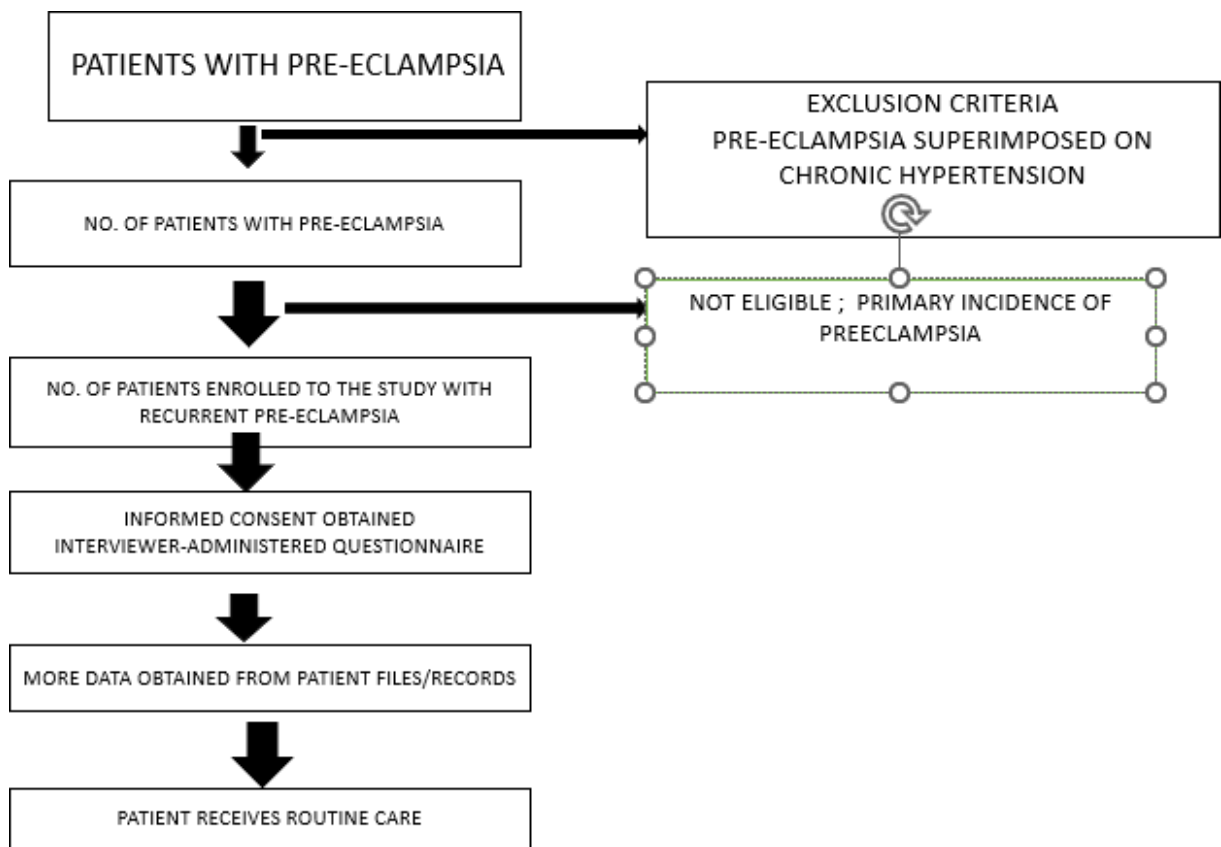 PATIENTS WITH PRE-ECLAMPSIA
EXCLUSION CRITERIA
PRE-ECLAMPSIA SUPERIMPOSED ON
CHRONIC HYPERTENSION
NO. OF PATIENTS WITH PRE-ECLAMPSIA
NOT ELIGIBLE ; PRIMARY INCIDENCE OF
PREECLAMPSIA
NO. OF PATIENTS ENROLLED TO THE STUDY WITH
RECURRENT PRE-ECLAMPSIA
INFORMED CONSENT OBTAINED
INTERVIEWER-ADMINISTERED QUESTIONNAIRE
MORE DATA OBTAINED FROM PATIENT FILES/RECORDS
PATIENT RECEIVES ROUTINE CARE